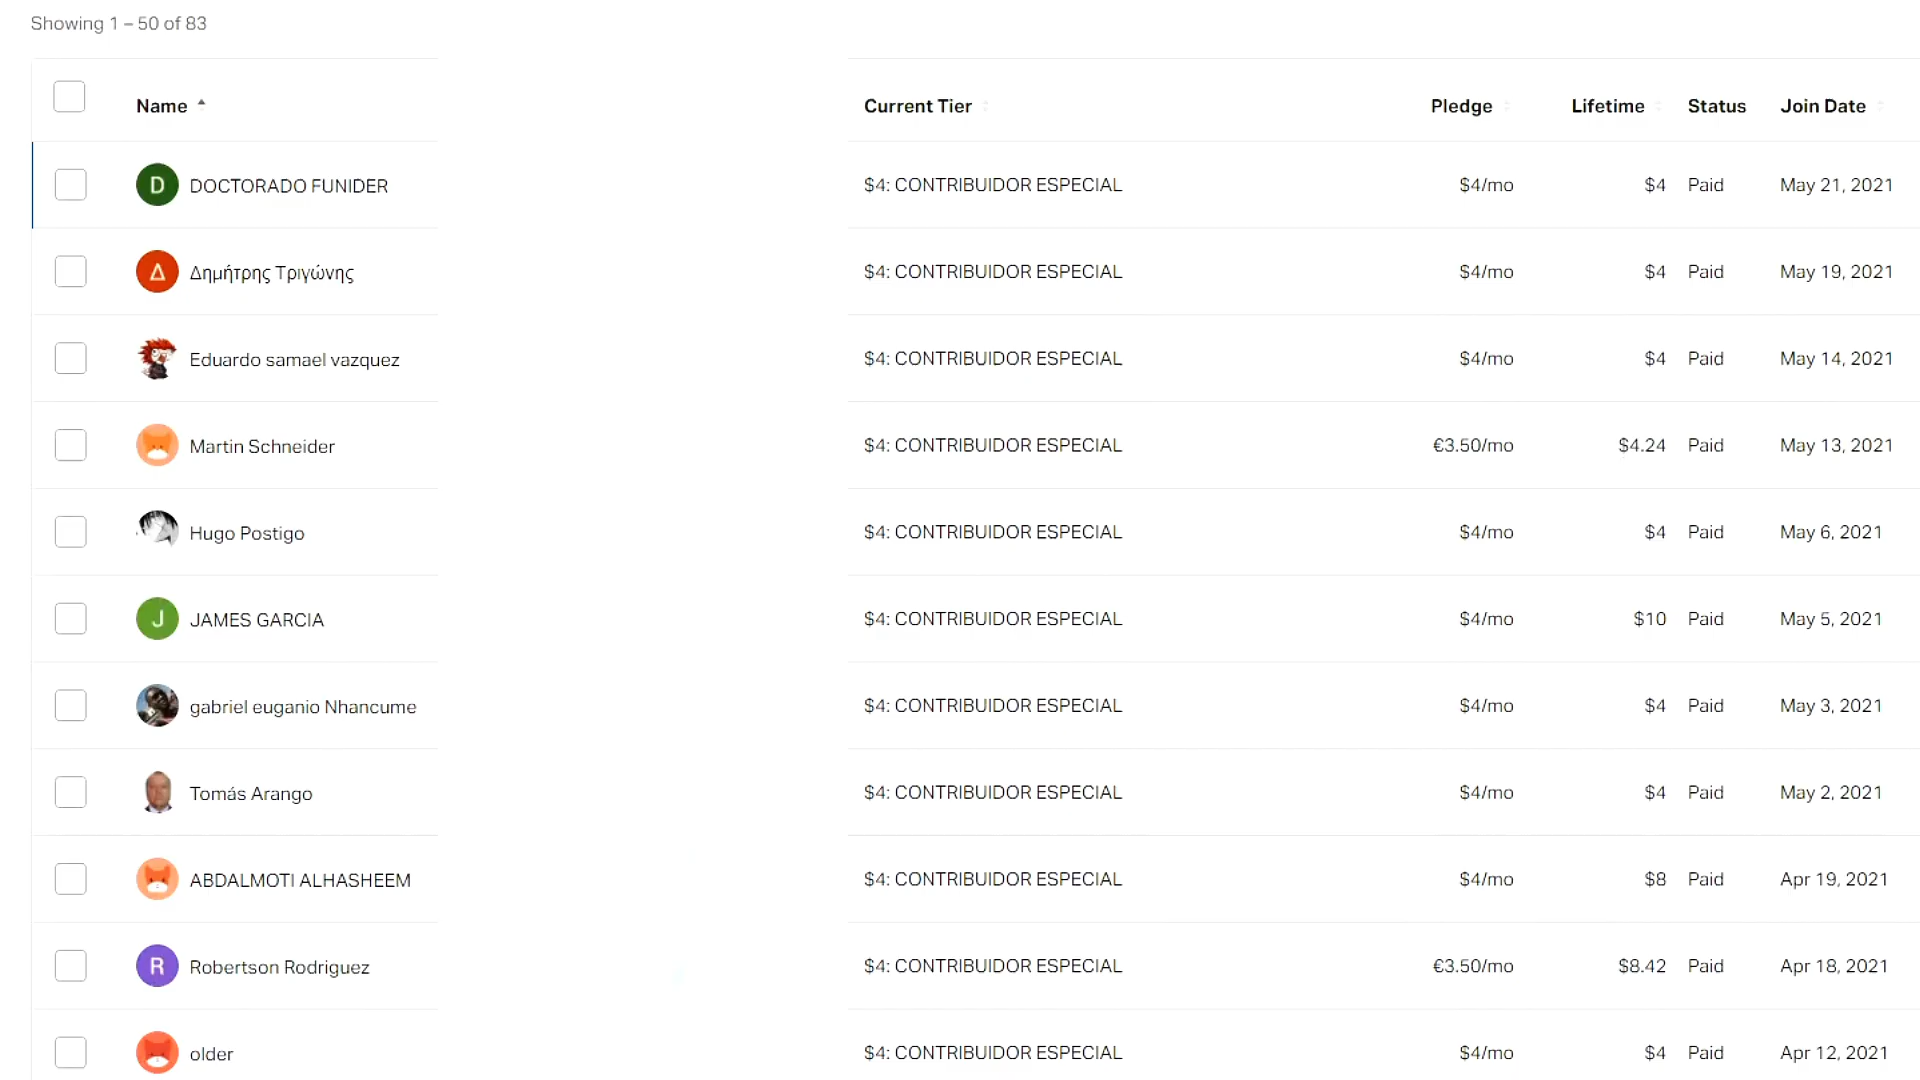 Showing 1 – 50 of 83
Name Current Tier Pledge Lifetime Status Join Date
D DOCTORADO FUNIDER $4: CONTRIBUIDOR ESPECIAL $4/mo $4 Paid May 21, 2021
Δ Δημήτρης Τριγώνης $4: CONTRIBUIDOR ESPECIAL $4/mo $4 Paid May 19, 2021
Eduardo samael vazquez $4: CONTRIBUIDOR ESPECIAL $4/mo $4 Paid May 14, 2021
Martin Schneider $4: CONTRIBUIDOR ESPECIAL €3.50/mo $4.24 Paid May 13, 2021
Hugo Postigo $4: CONTRIBUIDOR ESPECIAL $4/mo $4 Paid May 6, 2021
J JAMES GARCIA $4: CONTRIBUIDOR ESPECIAL $4/mo $10 Paid May 5, 2021
gabriel euganio Nhancume $4: CONTRIBUIDOR ESPECIAL $4/mo $4 Paid May 3, 2021
Tomás Arango $4: CONTRIBUIDOR ESPECIAL $4/mo $4 Paid May 2, 2021
ABDALMOTI ALHASHEEM $4: CONTRIBUIDOR ESPECIAL $4/mo $8 Paid Apr 19, 2021
R Robertson Rodriguez $4: CONTRIBUIDOR ESPECIAL €3.50/mo $8.42 Paid Apr 18, 2021
older $4: CONTRIBUIDOR ESPECIAL $4/mo $4 Paid Apr 12, 2021